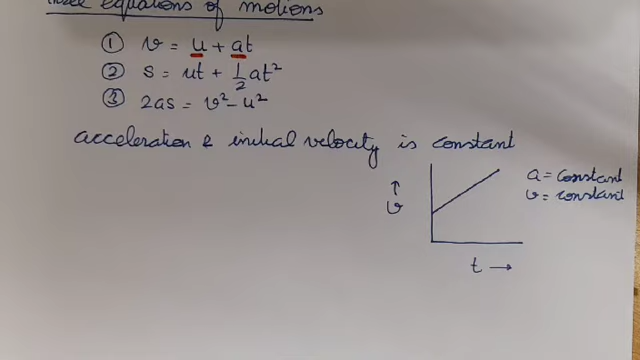 three equations of motions
① v = u + at
② s = ut + 1/2 at²
③ 2as = v² - u²
acceleration & initial velocity is constant
a = constant
v = constant
↑
v
t →